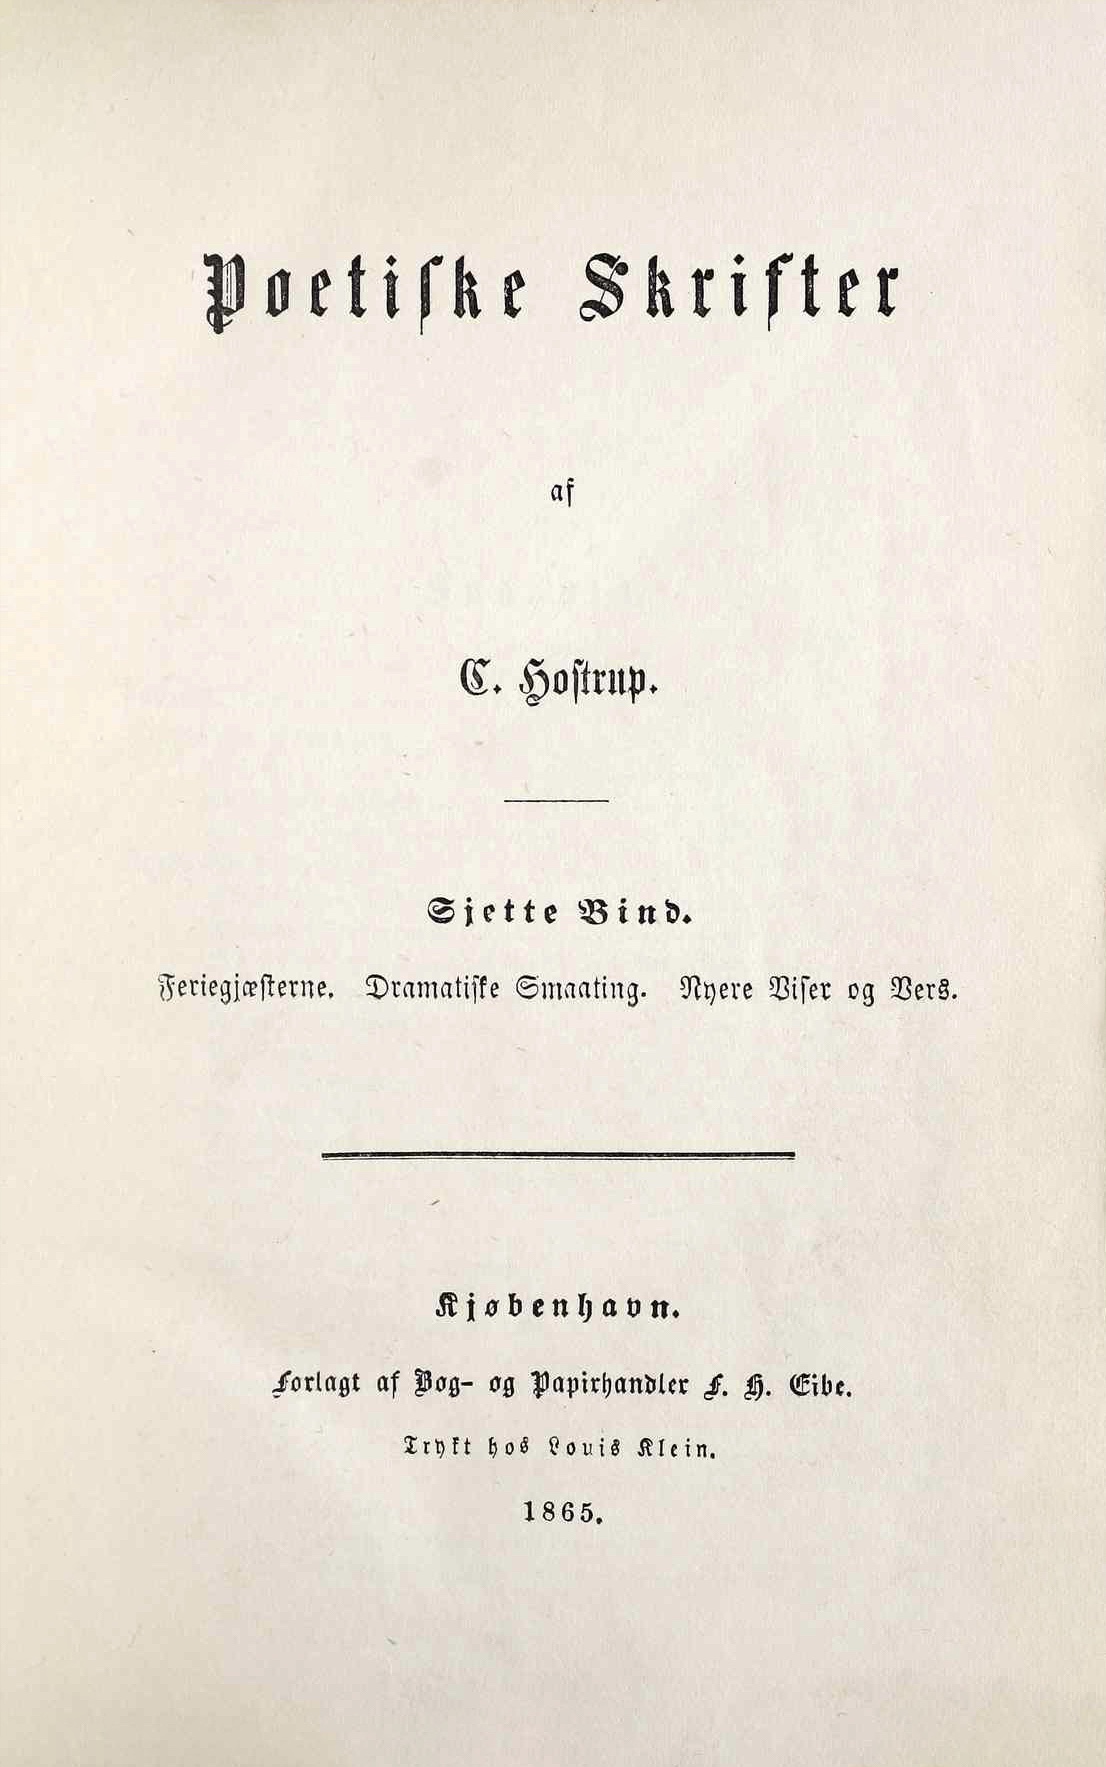 Poetiske Skrifter
af
C. Hostrup.
Sjette Bind.
Feriegjæsterne. Dramatiske Smaating. Nyere Viser og Vers.
Kjøbenhavn.
Forlagt af Bog- og Papirhandler F. H. Eibe.
Trykt hos Louis Klein.
1865.